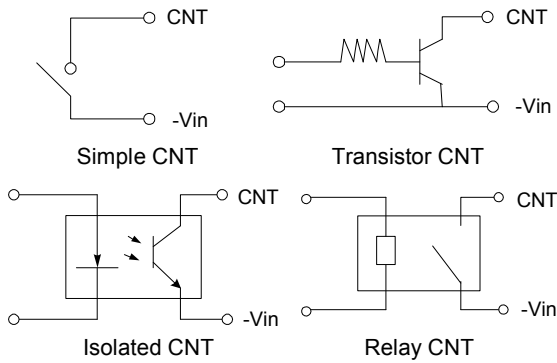 CNT
CNT
-Vin
-Vin
Simple CNT
Transistor CNT
CNT
CNT
-Vin
-Vin
Isolated CNT
Relay CNT